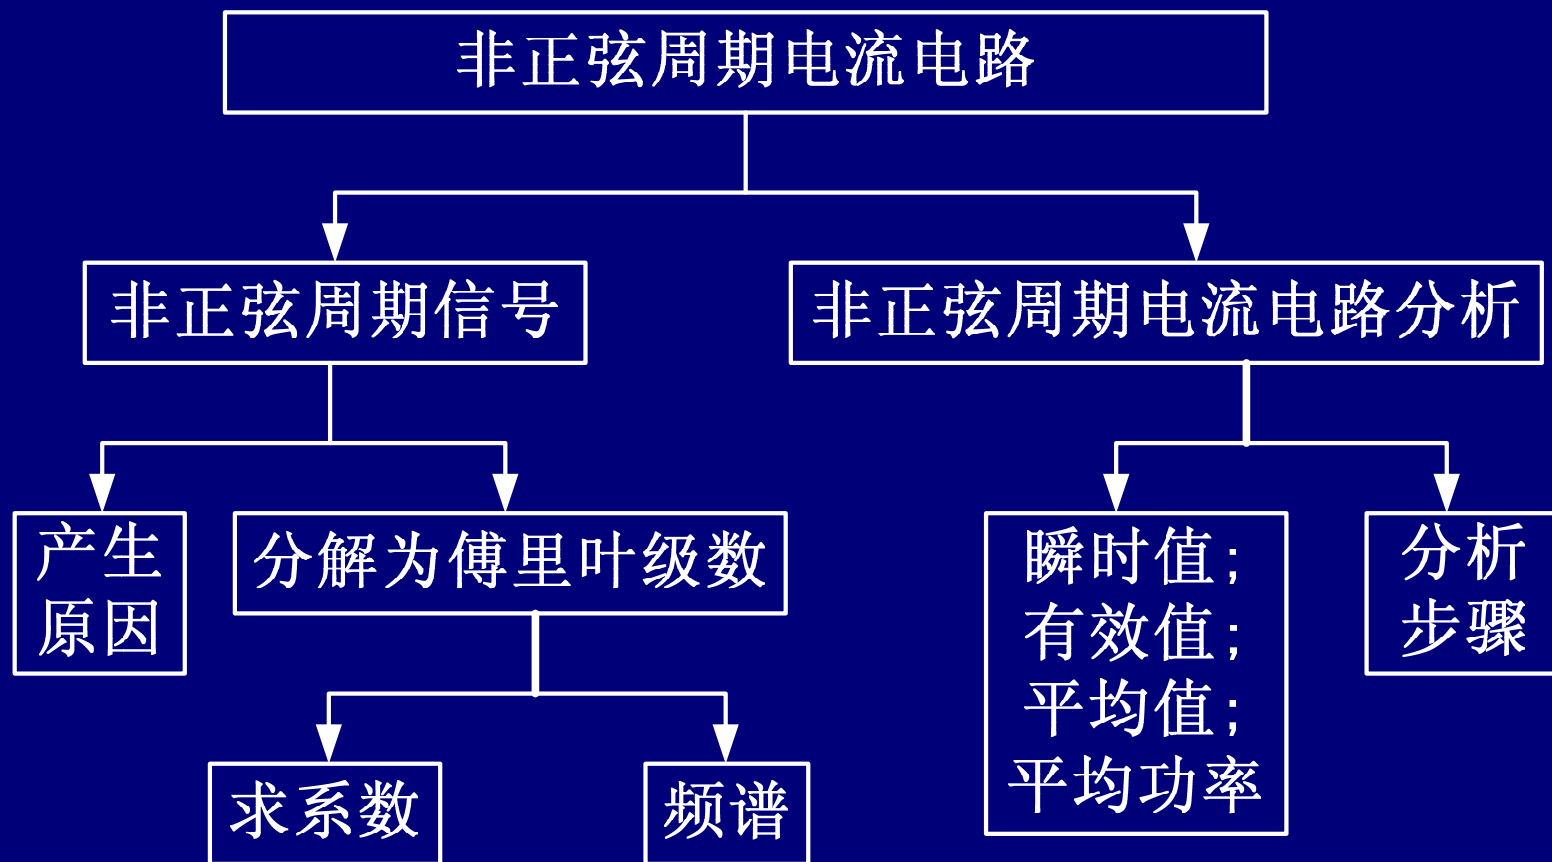 非正弦周期电流电路
非正弦周期信号
非正弦周期电流电路分析
产生
原因
分解为傅里叶级数
瞬时值;
有效值;
平均值;
平均功率
分析
步骤
求系数
频谱